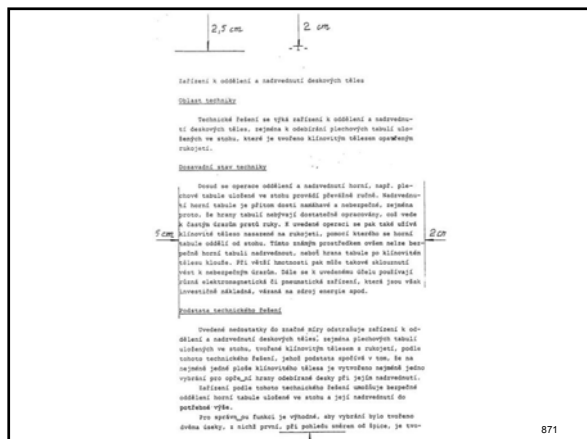 2,5 cm
2 cm
Zařízení k oddělení a nadzvednutí deskových těles
Oblast techniky
Technické řešení se týká zařízení k oddělení a nadzvednu-
tí deskových těles, zejména k odebírání plechových tabulí ulo-
žených ve stohu, které je tvořeno klínovitým tělesem opatřeným
rukojetí.
Dosavadní stav techniky
Dosud se operace oddělení a nadzvednutí horní, např. ple-
chové tabule uložené ve stohu provádí převážně ručně. Nadzvednu-
tí horní tabule je přitom dosti namáhavé a nebezpečné, zejména
proto, že hrany tabulí nebývají dostatečně opracovány, což vede
k častým úrazům prstů ruky. K uvedené operaci se pak také užívá
klínovité těleso nasazené na rukojeti, pomocí kterého se horní
5 cm
2 cm
tabule oddělí od stohu. Tímto známým prostředkem ovšem nelze bez-
pečně horní tabuli nadzvednout, neboť hrana tabule po klínovitém
tělesu klouže. Při větší hmotnosti pak může takové sklouznutí
vést k nebezpečným úrazům. Dále se k uvedenému účelu používají
různá elektromagnetická či pneumatická zařízení, která jsou však
investičně nákladná, vázaná na zdroj energie apod.
Podstata technického řešení
Uvedené nedostatky do značné míry odstraňuje zařízení k od-
dělení a nadzvednutí deskových těles, zejména plechových tabulí
uložených ve stohu, tvořené klínovitým tělesem s rukojetí, podle
tohoto technického řešení, jehož podstata spočívá v tom, že na
nejméně jedné ploše klínovitého tělesa je vytvořeno nejméně jedno
vybrání pro opře_ní hrany odebírané desky při jejím nadzvednutí.
Zařízení podle tohoto technického řešení umožňuje bezpečné
oddělení horní tabule uložené ve stohu a její nadzvednutí do
potřebné výše.
Pro správn_ou funkci je výhodné, aby vybrání bylo tvořeno
dvěma úseky, z nichž první, při pohledu směrem od špice, je tvo-
871